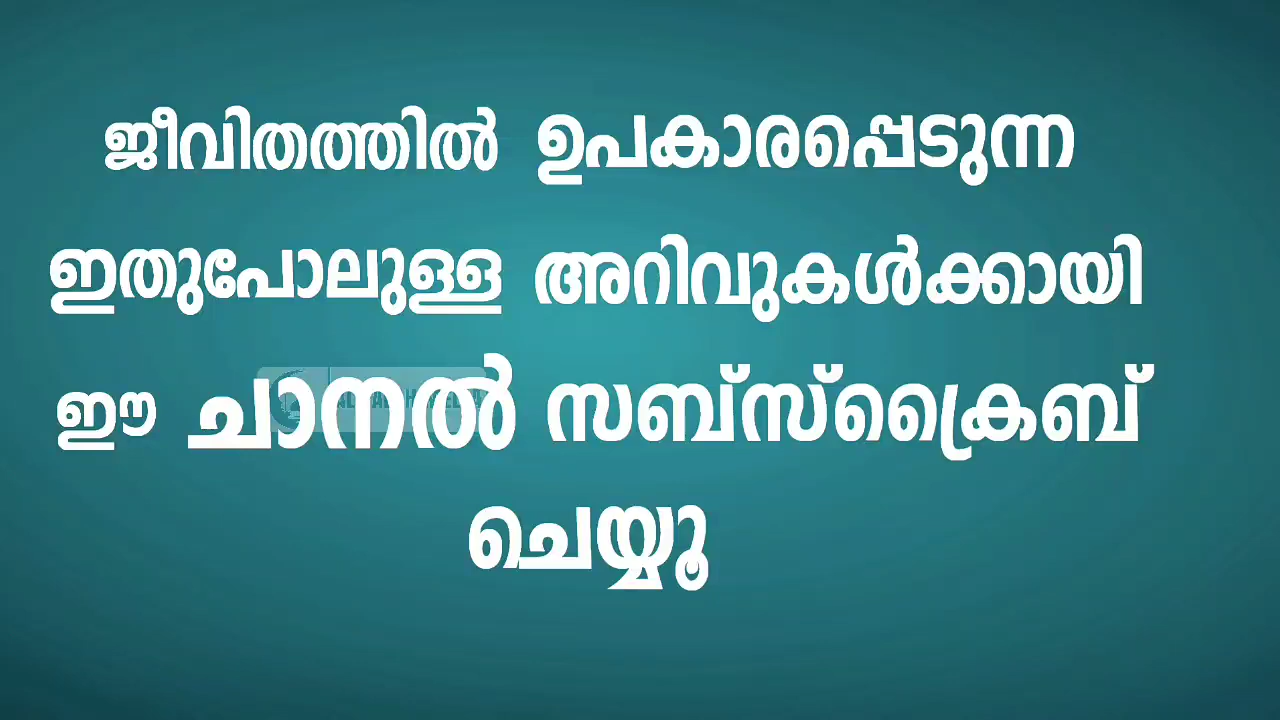 ജീവിതത്തിൽ ഉപകാരപ്പെടുന്ന
ഇതുപോലുള്ള അറിവുകൾക്കായി
ഈ ചാനൽ സബ്സ്ക്രൈബ്
ചെയ്യൂ